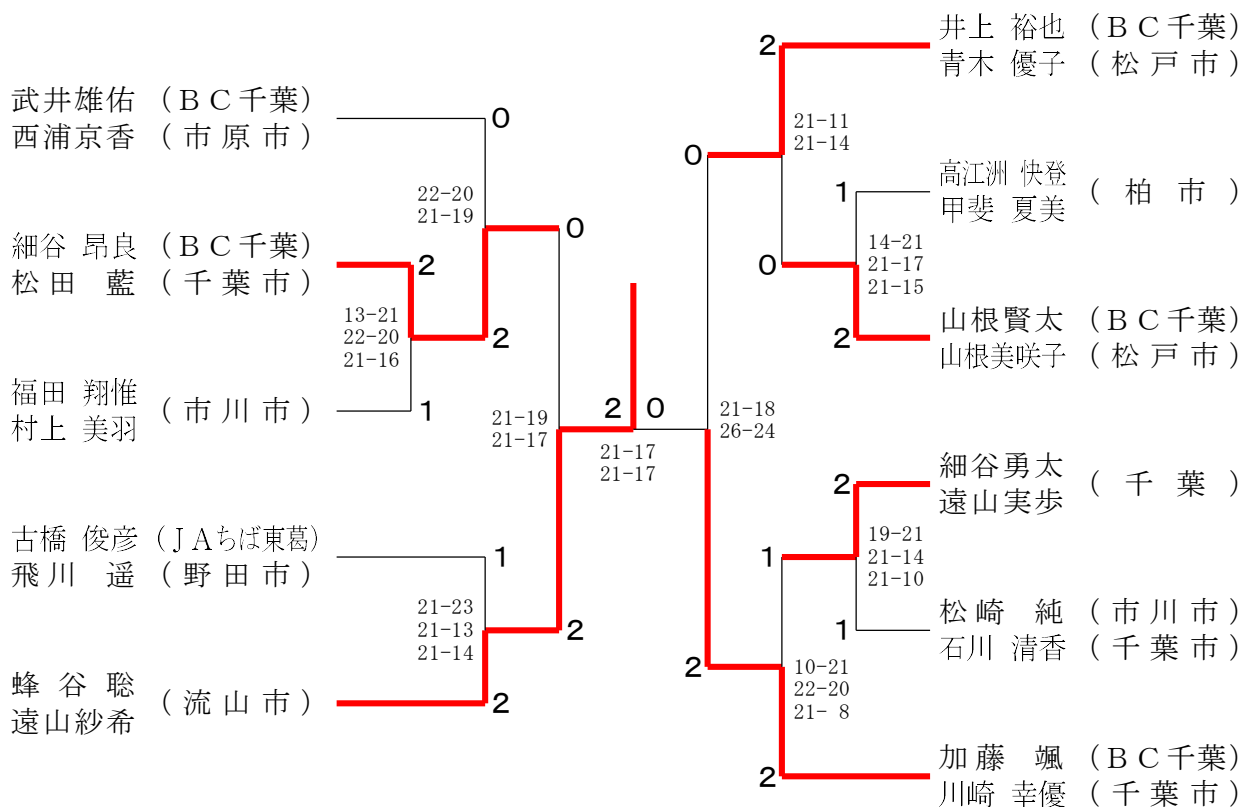 武井雄佑 (ＢＣ千葉)
西浦京香 (市原市)
0
22-20
21-19
細谷 昂良 (ＢＣ千葉)
松田 藍 (千葉市)
2
0
13-21
22-20
21-16
2
福田 翔惟
村上 美羽
(市川市)
1
21-19
21-17
古橋 俊彦 (ＪＡちば東葛)
飛川 遥 (野田市)
1
21-23
21-13
21-14
2
蜂谷 聡
遠山紗希
(流山市)
2
2 0
21-17
21-17
井上 裕也 (ＢＣ千葉)
青木 優子 (松戸市)
2
21-11
21-14
0
高江洲 快登
甲斐 夏美
(柏市)
1
14-21
21-17
21-15
0
山根賢太 (ＢＣ千葉)
山根美咲子 (松戸市)
2
21-18
26-24
細谷勇太
遠山実歩
(千葉)
2
19-21
21-14
21-10
1
松崎 純 (市川市)
石川 清香 (千葉市)
1
2
10-21
22-20
21- 8
加藤 颯 (ＢＣ千葉)
川崎 幸優 (千葉市)
2